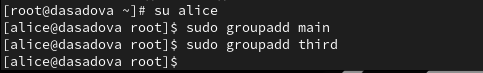 [root@dasadova ~]# su alice
[alice@dasadova root]$ sudo groupadd main
[alice@dasadova root]$ sudo groupadd third
[alice@dasadova root]$